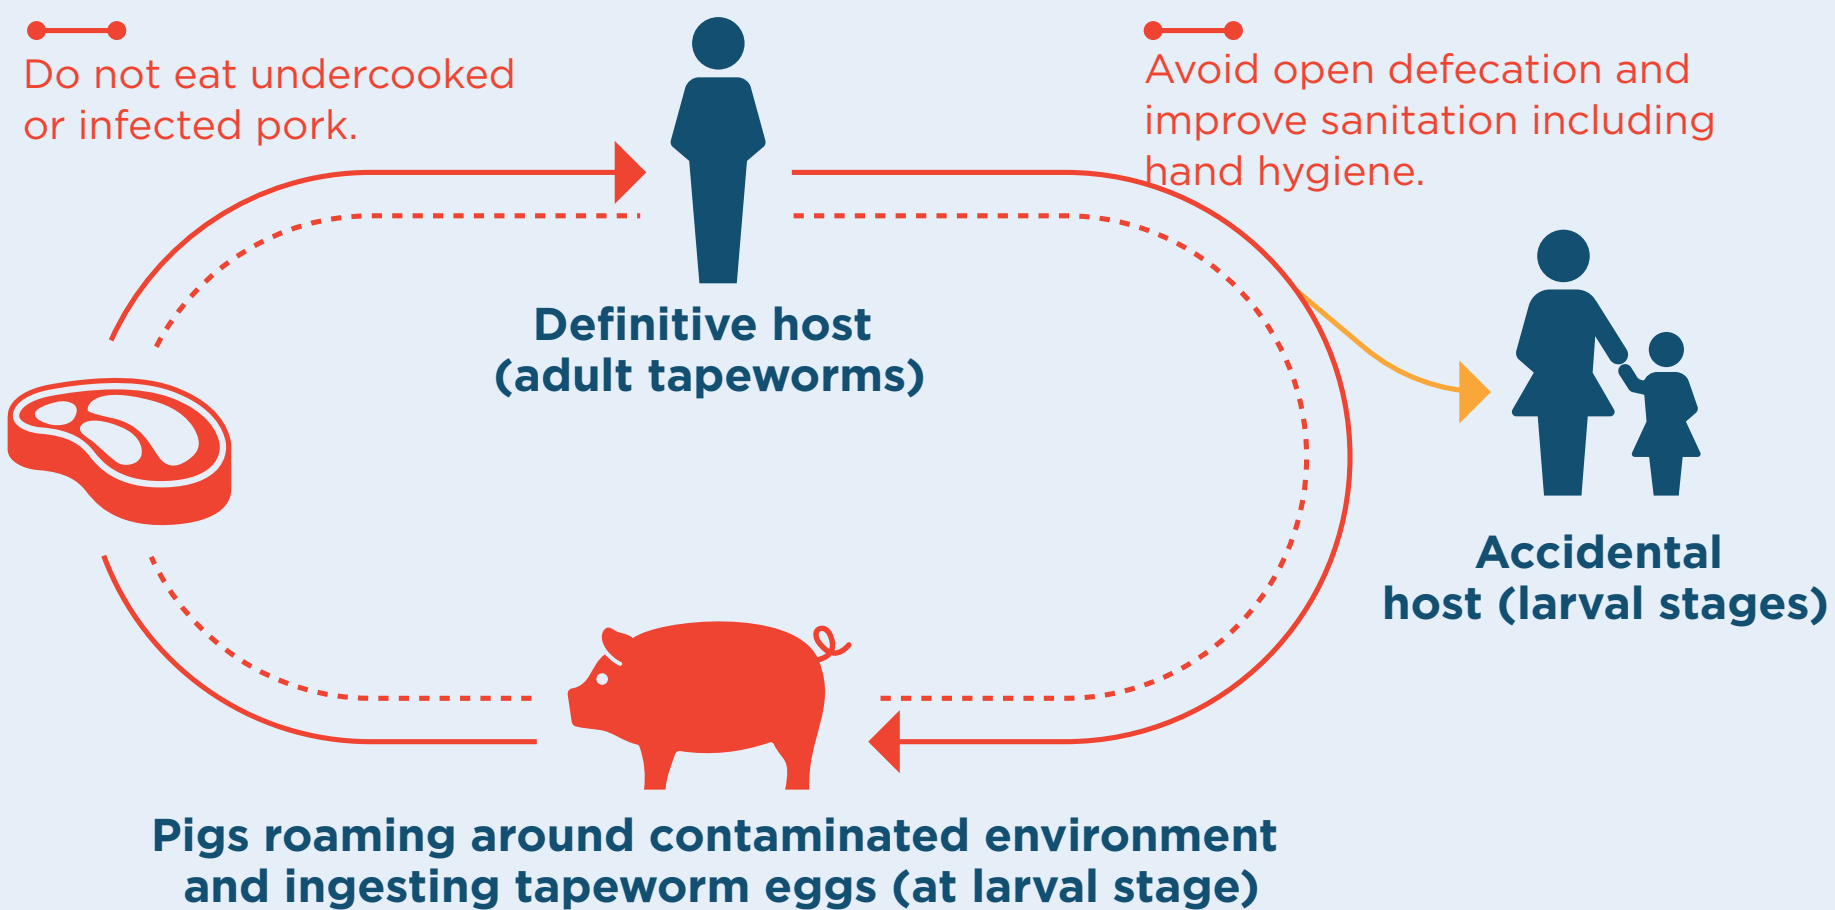 Do not eat undercooked
or infected pork.
Avoid open defecation and
improve sanitation including
hand hygiene.
Definitive host
(adult tapeworms)
Accidental
host (larval stages)
Pigs roaming around contaminated environment
and ingesting tapeworm eggs (at larval stage)